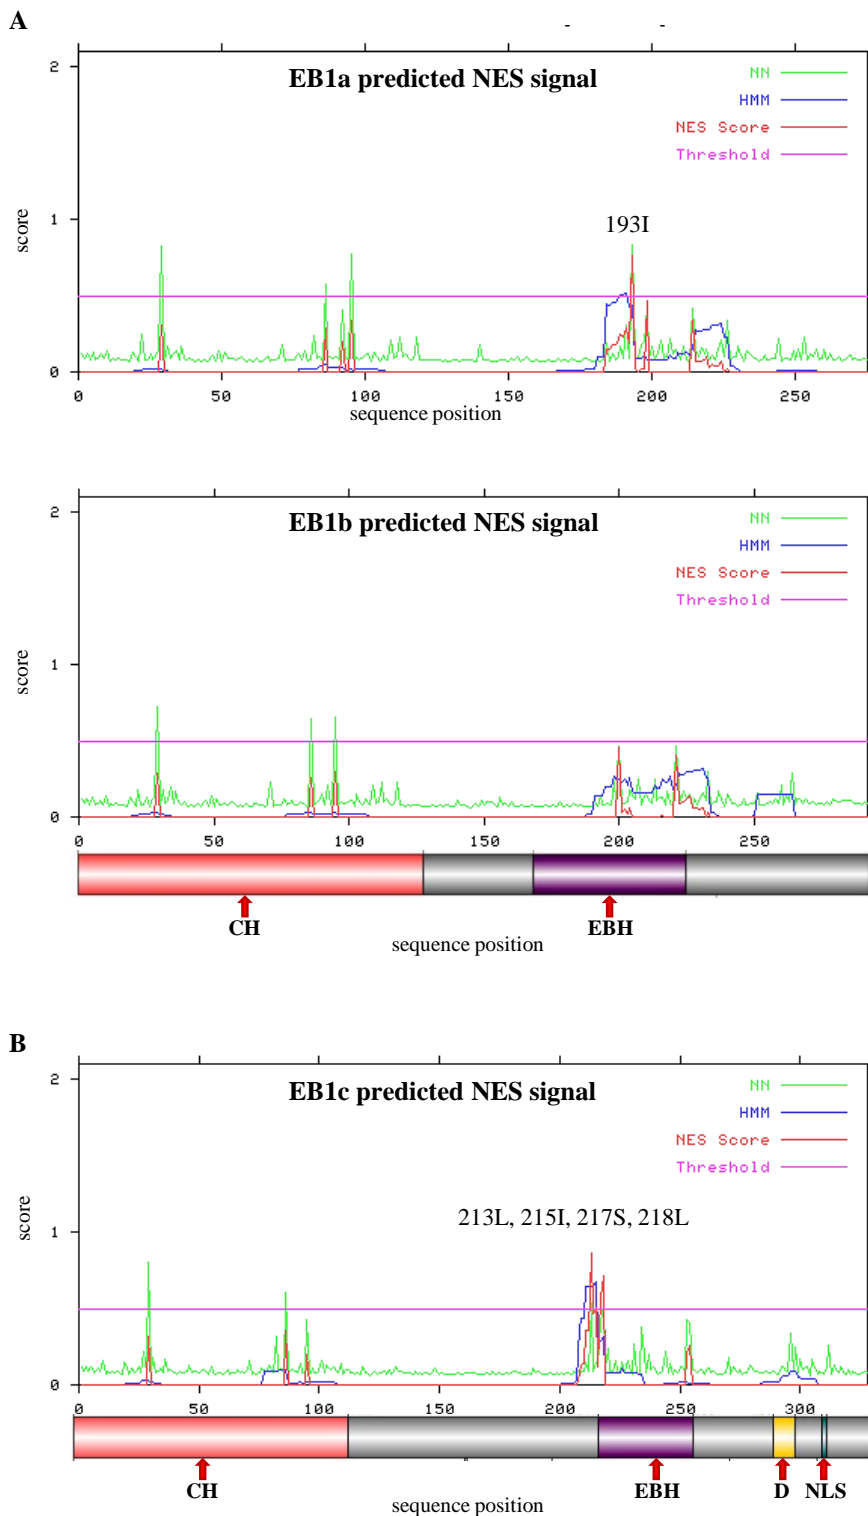 A
- -
EB1a predicted NES signal
NN
HMM
NES Score
Threshold
2
1
0
score
193I
0 50 100 150 200 250
sequence position
EB1b predicted NES signal
NN
HMM
NES Score
Threshold
2
1
0
score
0 50 100 150 200 250
CH EBH
sequence position
B
EB1c predicted NES signal
NN
HMM
NES Score
Threshold
2
1
0
score
213L, 215I, 217S, 218L
0 50 100 150 200 250 300
CH EBH D NLS
sequence position